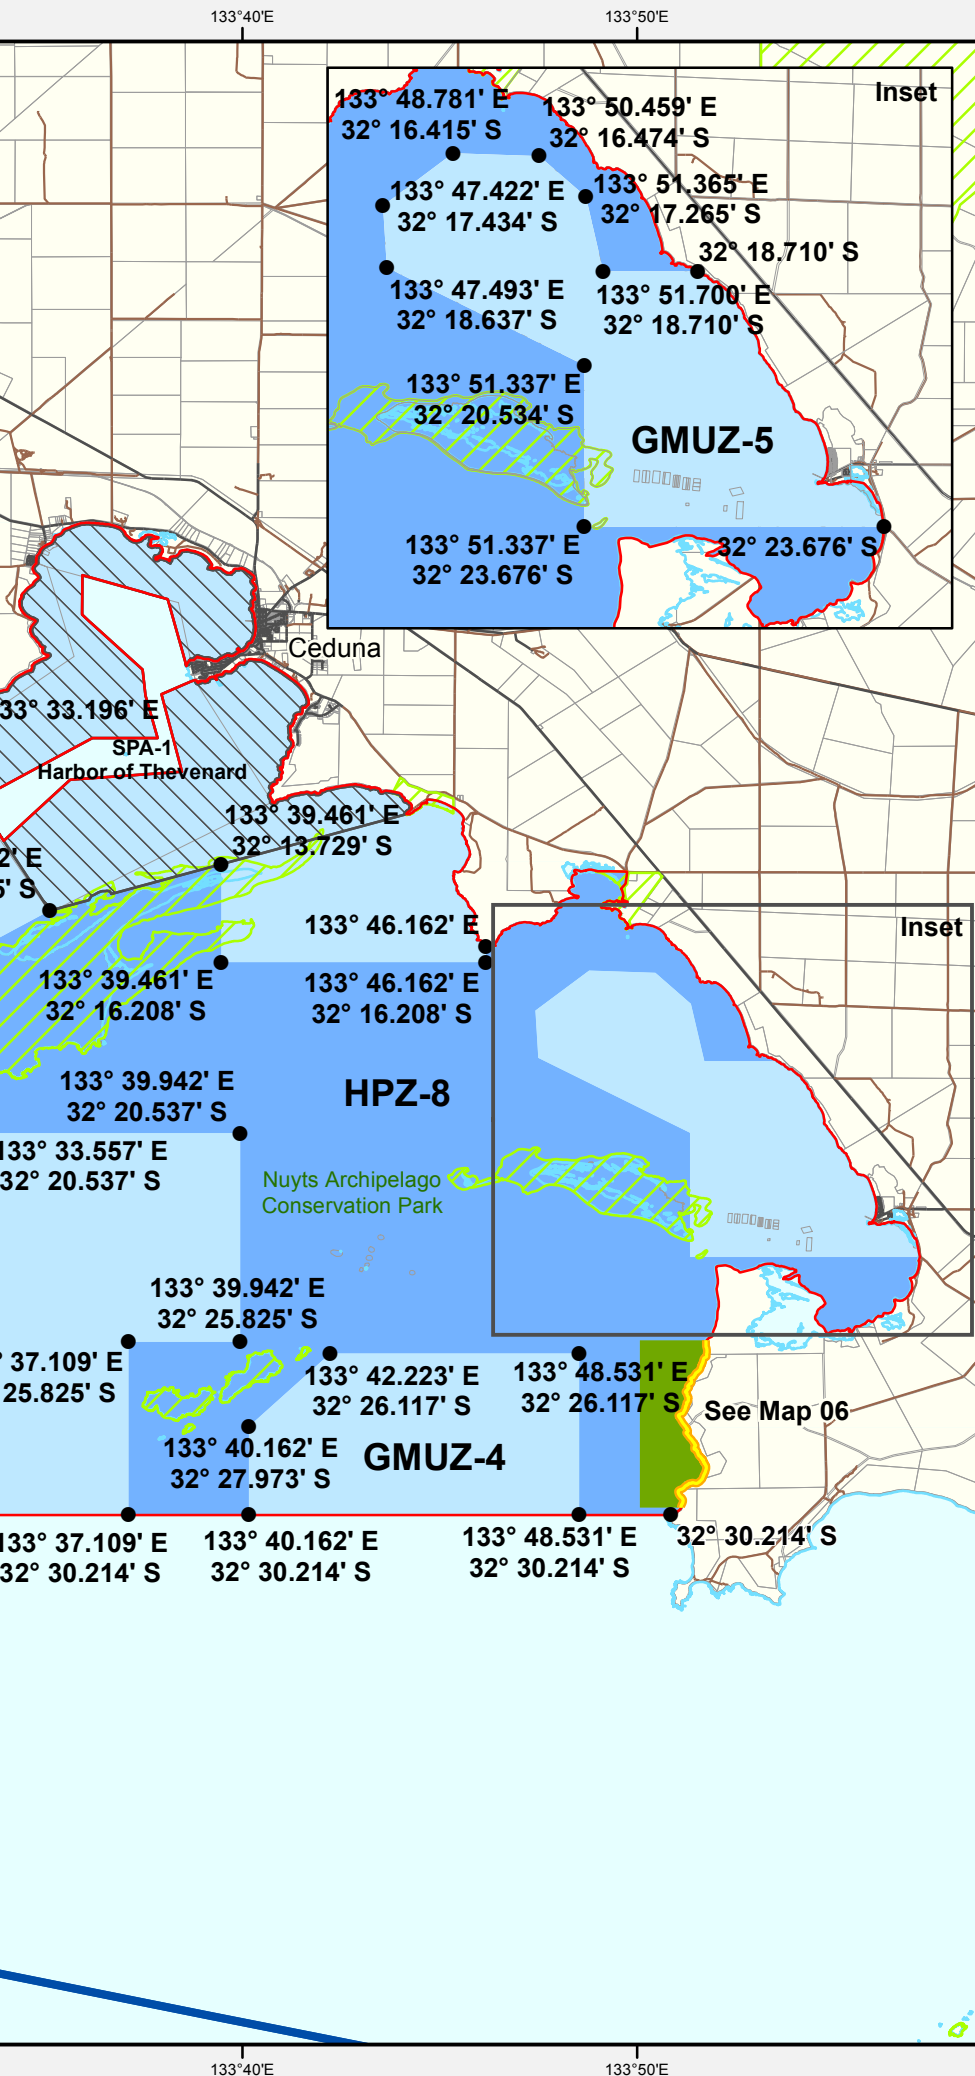 133°40'E
133°50'E
Inset
133° 48.781' E
32° 16.415' S
133° 50.459' E
32° 16.474' S
133° 47.422' E
32° 17.434' S
133° 51.365' E
32° 17.265' S
32° 18.710' S
133° 47.493' E
32° 18.637' S
133° 51.700' E
32° 18.710' S
133° 51.337' E
32° 20.534' S
GMUZ-5
133° 51.337' E
32° 23.676' S
32° 23.676' S
Ceduna
33° 33.196' E
SPA-1
Harbor of Thevenard
133° 39.461' E
32° 13.729' S
2' E
5' S
133° 46.162' E
Inset
133° 39.461' E
32° 16.208' S
133° 46.162' E
32° 16.208' S
133° 39.942' E
32° 20.537' S
HPZ-8
133° 33.557' E
32° 20.537' S
Nuyts Archipelago
Conservation Park
133° 39.942' E
32° 25.825' S
° 37.109' E
25.825' S
133° 42.223' E
32° 26.117' S
133° 48.531' E
32° 26.117' S
See Map 06
133° 40.162' E
32° 27.973' S
GMUZ-4
133° 37.109' E
32° 30.214' S
133° 40.162' E
32° 30.214' S
133° 48.531' E
32° 30.214' S
32° 30.214' S
133°40'E
133°50'E